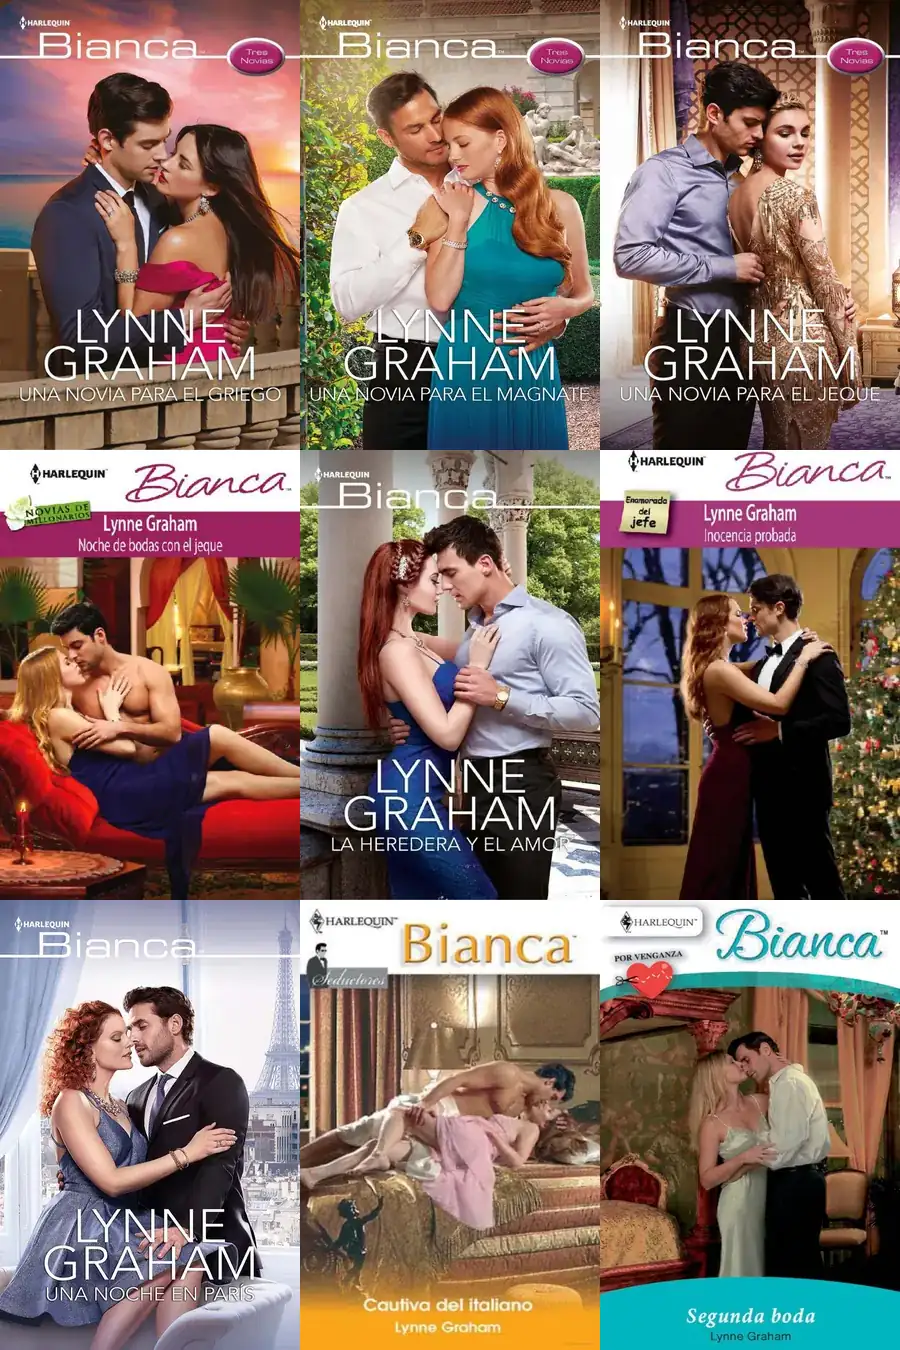 HARLEQUIN
Bianca
Tres
Novias
LYNNE
GRAHAM
UNA NOVIA PARA EL GRIEGO
HARLEQUIN
Bianca
Tres
Novias
LYNNE
GRAHAM
UNA NOVIA PARA EL MAGNATE
HARLEQUIN
Bianca
Tres
Novias
LYNNE
GRAHAM
UNA NOVIA PARA EL JEQUE
HARLEQUIN
Bianca
NOVIAS DE
MILLONARIOS
Lynne Graham
Noche de bodas con el jeque
HARLEQUIN
Bianca
LYNNE
GRAHAM
LA HEREDERA Y EL AMOR
HARLEQUIN
Bianca
Enamorada
del
jefe
Lynne Graham
Inocencia probada
HARLEQUIN
Bianca
LYNNE
GRAHAM
UNA NOCHE EN PARÍS
HARLEQUIN™
Bianca
Seductores
Cautiva del italiano
Lynne Graham
HARLEQUIN™
Bianca™
POR VENGANZA
Segunda boda
Lynne Graham